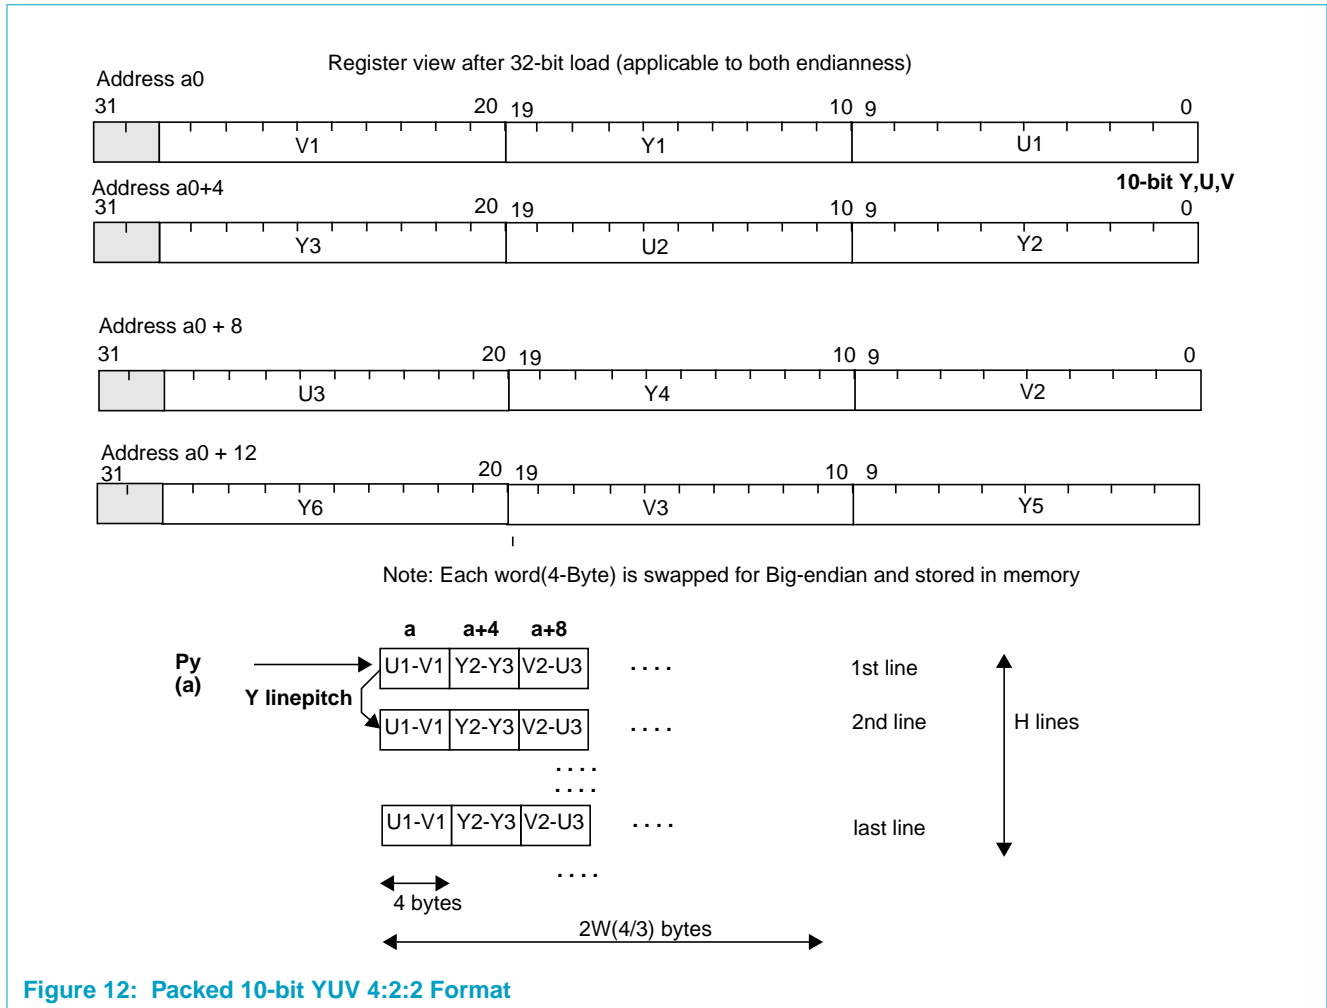 Register view after 32-bit load (applicable to both endianness)
Address a0
31 20 19 10 9 0
V1 Y1 U1
10-bit Y,U,V
Address a0+4
31 20 19 10 9 0
Y3 U2 Y2
Address a0 + 8
31 20 19 10 9 0
U3 Y4 V2
Address a0 + 12
31 20 19 10 9
Y6 V3 Y5
Note: Each word(4-Byte) is swapped for Big-endian and stored in memory
a a+4 a+8
Py
(a)
U1-V1 Y2-Y3 V2-U3 . . . . 1st line
Y linepitch
U1-V1 Y2-Y3 V2-U3 . . . . 2nd line
H lines
. . . .
. . . .
U1-V1 Y2-Y3 V2-U3 . . . . last line
. . . .
4 bytes
2W(4/3) bytes
Figure 12: Packed 10-bit YUV 4:2:2 Format